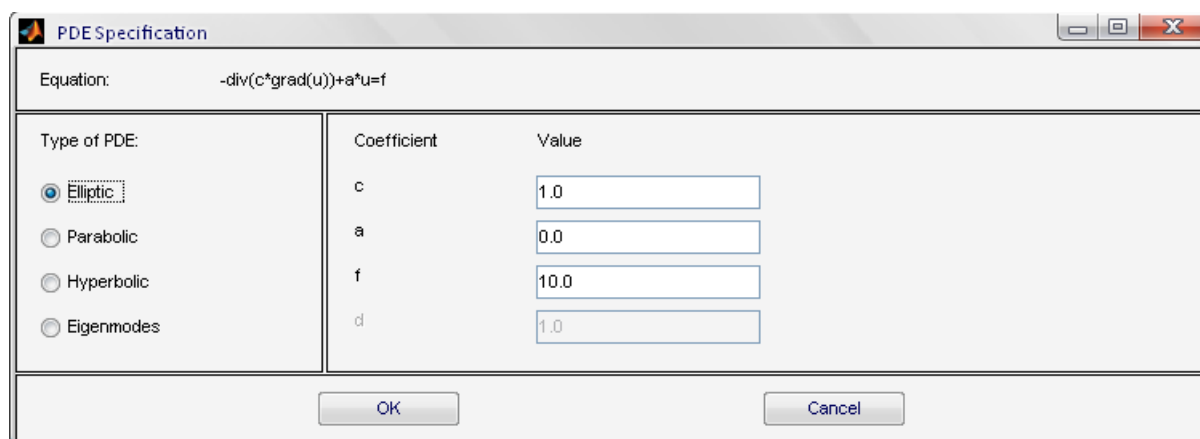 PDE Specification
Equation: -div(c*grad(u))+a*u=f
Type of PDE:
Elliptic
Parabolic
Hyperbolic
Eigenmodes
Coefficient Value
c 1.0
a 0.0
f 10.0
d 1.0
OK Cancel